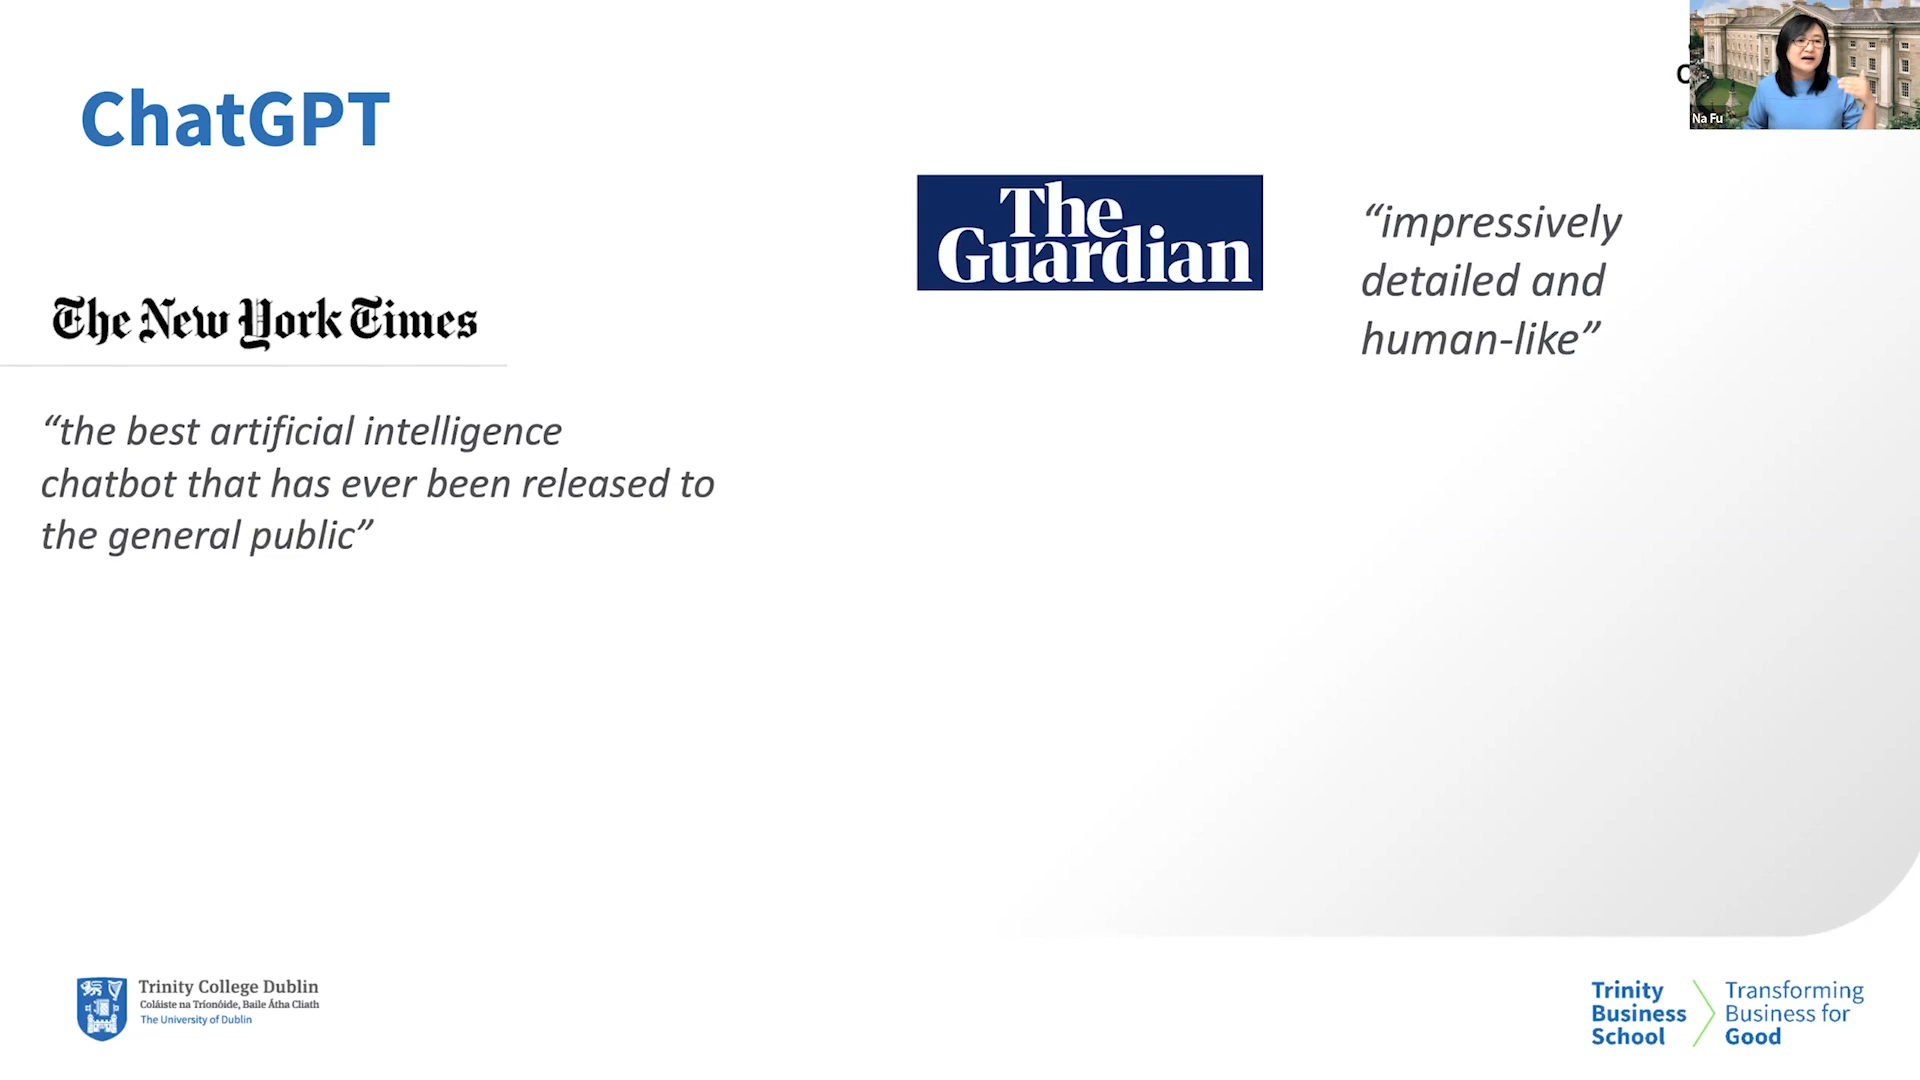 ChatGPT
Na Fu
The
Guardian
“impressively
detailed and
human-like”
The New York Times
“the best artificial intelligence
chatbot that has ever been released to
the general public”
Trinity College Dublin
Coláiste na Tríonóide, Baile Átha Cliath
The University of Dublin
Trinity
Business
School
Transforming
Business for
Good